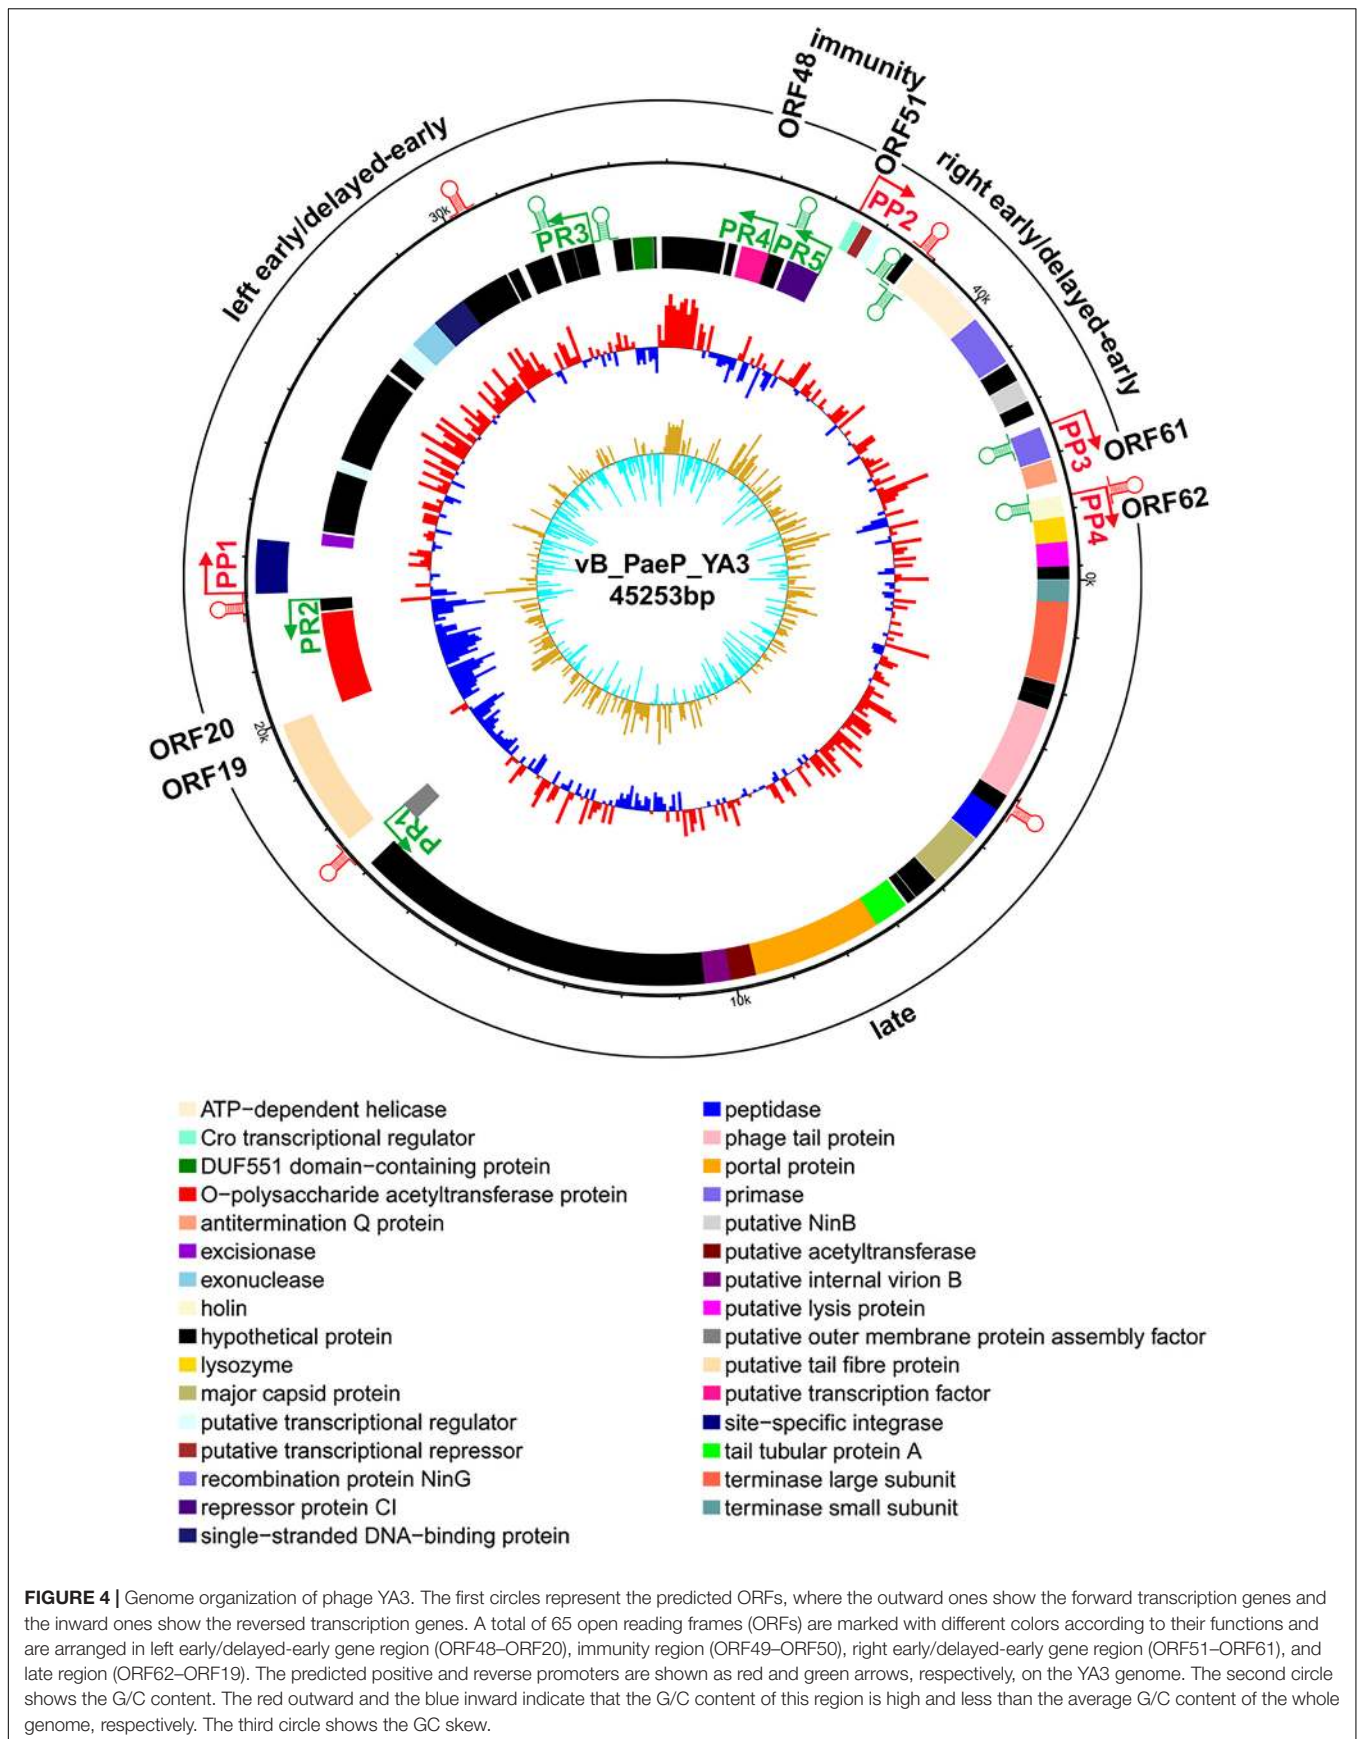 immunity
ORF48
ORF51
left early/delayed-early
right early/delayed-early
30k
PR3
PR4
PR5
PP2
40k
PP3
ORF61
PP4
ORF62
PP1
PR2
vB_PaeP_YA3
45253bp
0k
ORF20
20k
ORF19
PR1
10k
late
ATP−dependent helicase
Cro transcriptional regulator
DUF551 domain−containing protein
O−polysaccharide acetyltransferase protein
antitermination Q protein
excisionase
exonuclease
holin
hypothetical protein
lysozyme
major capsid protein
putative transcriptional regulator
putative transcriptional repressor
recombination protein NinG
repressor protein CI
single−stranded DNA−binding protein
peptidase
phage tail protein
portal protein
primase
putative NinB
putative acetyltransferase
putative internal virion B
putative lysis protein
putative outer membrane protein assembly factor
putative tail fibre protein
putative transcription factor
site−specific integrase
tail tubular protein A
terminase large subunit
terminase small subunit
FIGURE 4 | Genome organization of phage YA3. The first circles represent the predicted ORFs, where the outward ones show the forward transcription genes and
the inward ones show the reversed transcription genes. A total of 65 open reading frames (ORFs) are marked with different colors according to their functions and
are arranged in left early/delayed-early gene region (ORF48–ORF20), immunity region (ORF49–ORF50), right early/delayed-early gene region (ORF51–ORF61), and
late region (ORF62–ORF19). The predicted positive and reverse promoters are shown as red and green arrows, respectively, on the YA3 genome. The second circle
shows the G/C content. The red outward and the blue inward indicate that the G/C content of this region is high and less than the average G/C content of the whole
genome, respectively. The third circle shows the GC skew.